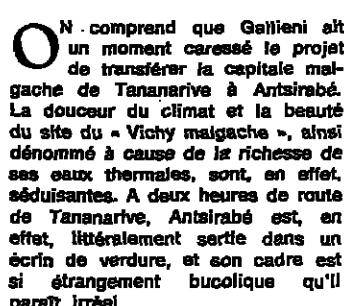 ON comprend que Gallieni ait
un moment caressé le projet
de transférer la capitale mal-
gache de Tananarive à Antsirabé.
La douceur du climat et la beauté
du site du « Vichy malgache », ainsi
dénommé à cause de la richesse de
ses eaux thermales, sont, en effet,
séduisantes. A deux heures de route
de Tananarive, Antsirabé est, en
effet, littéralement sertie dans un
écrin de verdure, et son cadre est
si étrangement bucolique qu'il
paraît irréel